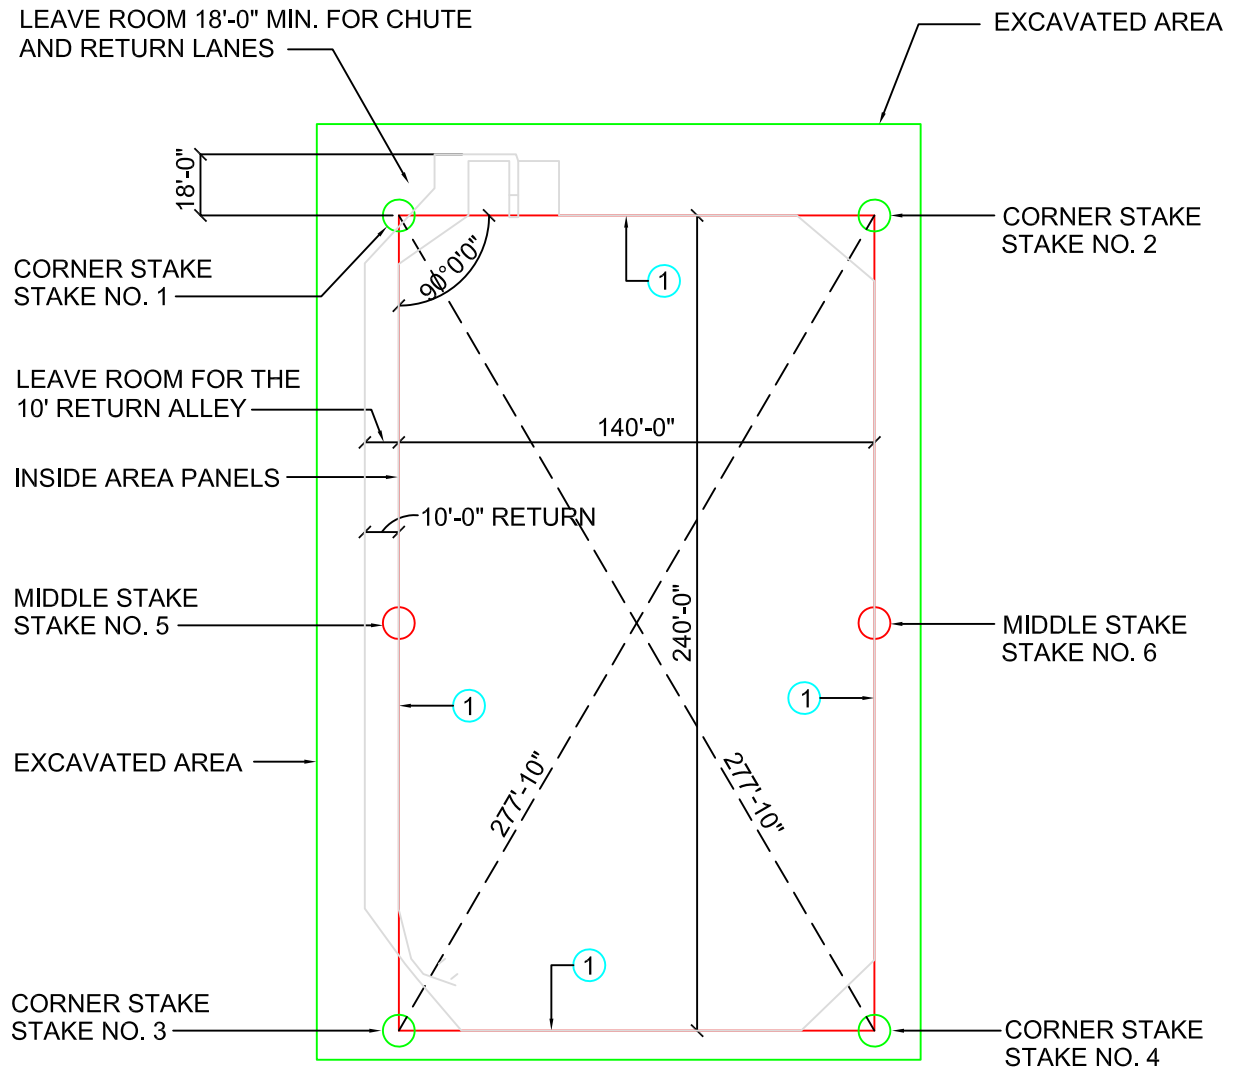 LEAVE ROOM 18'-0" MIN. FOR CHUTE
AND RETURN LANES
EXCAVATED AREA
18'-0"
CORNER STAKE
STAKE NO. 2
CORNER STAKE
STAKE NO. 1
90°0'0"
1
LEAVE ROOM FOR THE
10' RETURN ALLEY
140'-0"
INSIDE AREA PANELS
10'-0" RETURN
MIDDLE STAKE
STAKE NO. 5
240'-0"
MIDDLE STAKE
STAKE NO. 6
1
1
EXCAVATED AREA
277'-10"
277'-10"
1
CORNER STAKE
STAKE NO. 3
CORNER STAKE
STAKE NO. 4